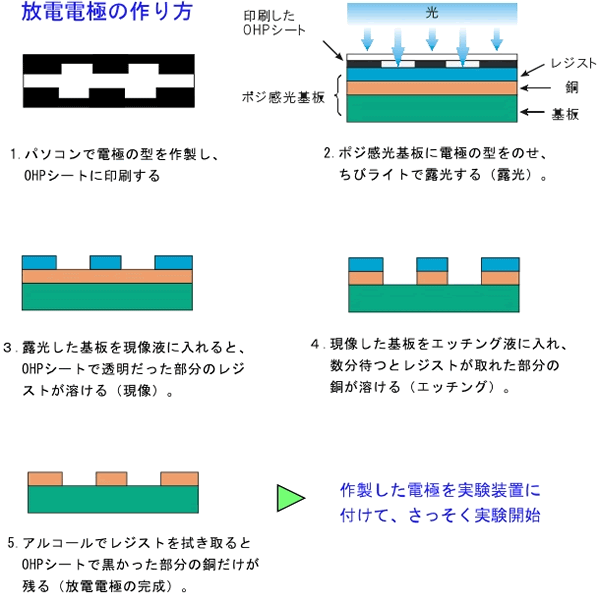 放電電極の作り方
印刷した
OHPシート
光
レジスト
銅
ポジ感光基板
基板
1.パソコンで電極の型を作製し、
OHPシートに印刷する
2.ポジ感光基板に電極の型をのせ、
ちびライトで露光する（露光）。
3.露光した基板を現像液に入れると、
OHPシートで透明だった部分のレジ
ストが溶ける（現像）。
4.現像した基板をエッチング液に入れ、
数分待つとレジストが取れた部分の
銅が溶ける（エッチング）。
5.アルコールでレジストを拭き取ると
OHPシートで黒かった部分の銅だけが
残る（放電電極の完成）。
作製した電極を実験装置に
付けて、さっそく実験開始